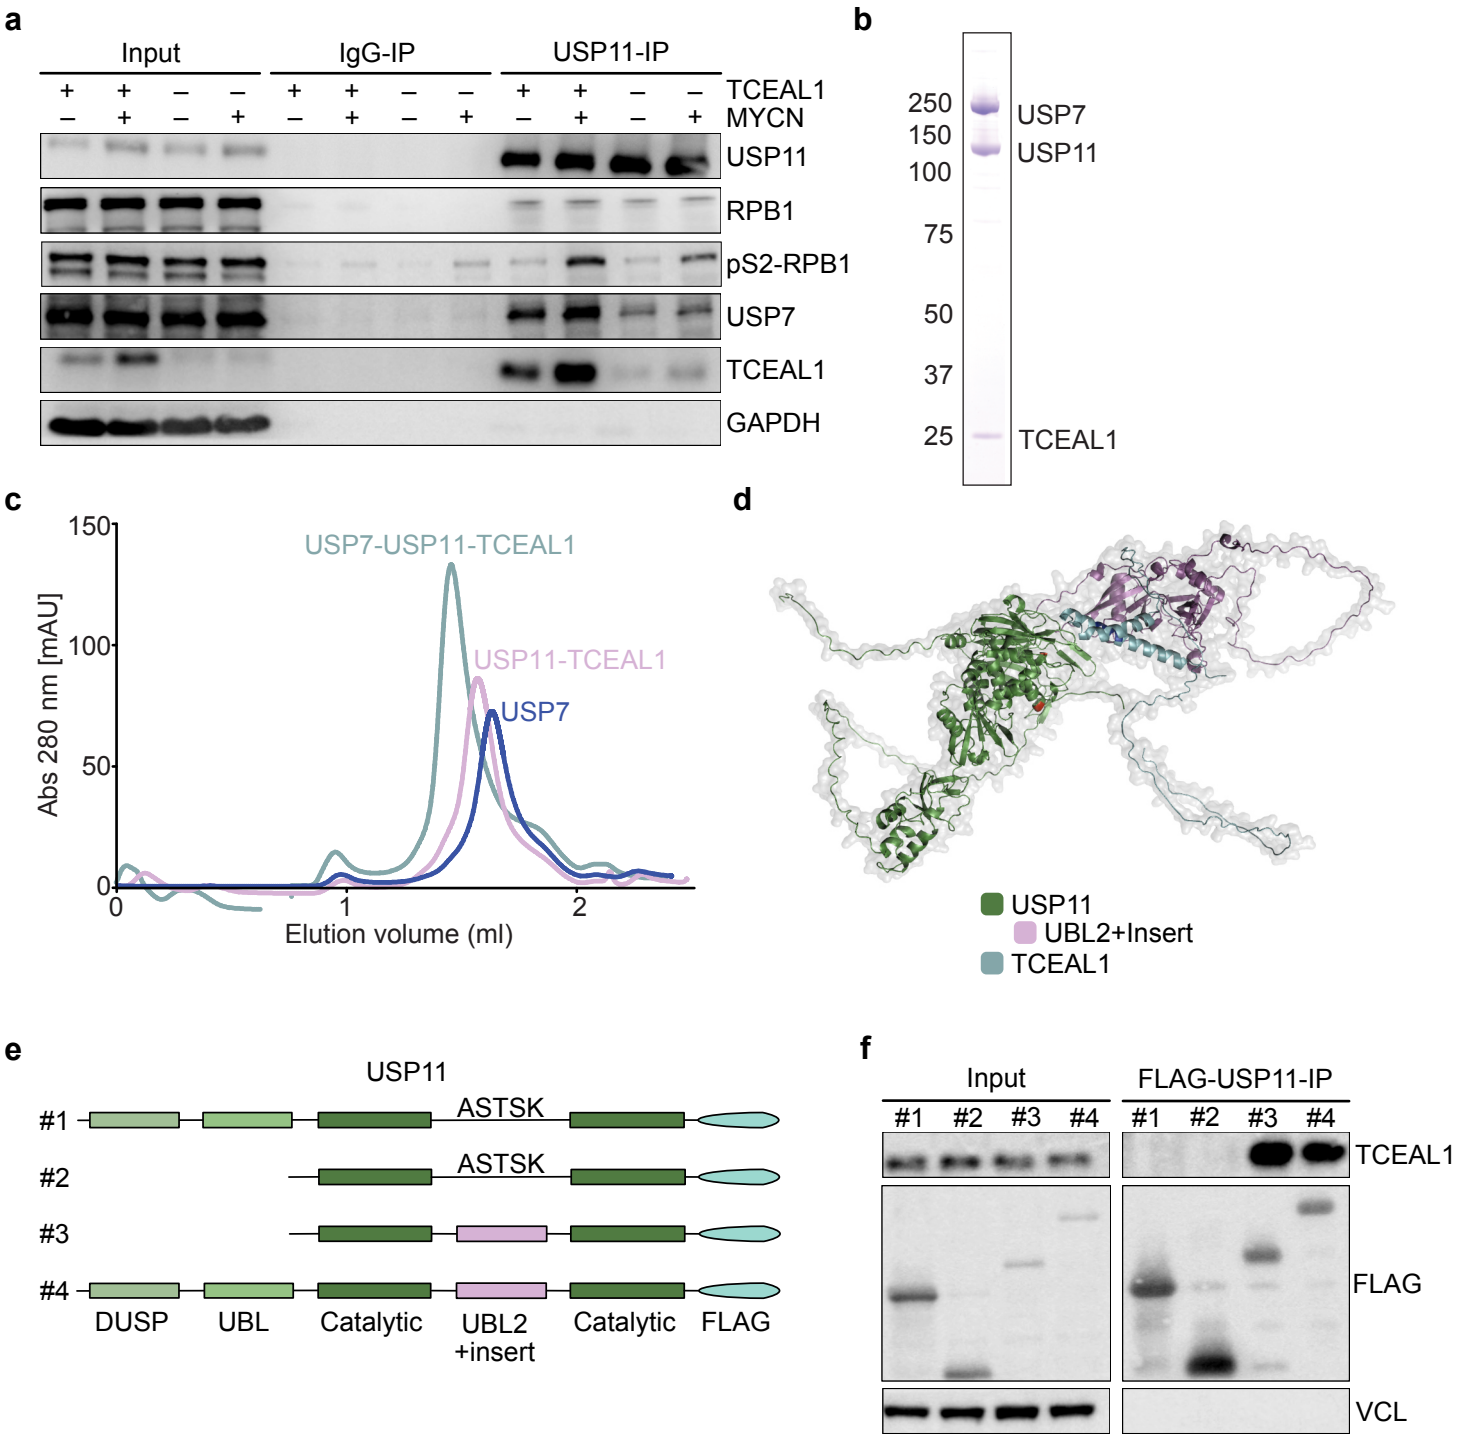 a
Input IgG-IP USP11-IP
+ + – – + + – – + + – – TCEAL1
– + – + – + – + – + – + MYCN
USP11
RPB1
pS2-RPB1
USP7
TCEAL1
GAPDH
b
250 USP7
150 USP11
100
75
50
37
25 TCEAL1
c
150
100
50
0
Abs 280 nm [mAU]
USP7-USP11-TCEAL1
USP11-TCEAL1
USP7
0 1 2
Elution volume (ml)
d
USP11
UBL2+Insert
TCEAL1
e
USP11
#1 ASTSK
#2 ASTSK
#3
#4
DUSP UBL Catalytic UBL2 Catalytic FLAG
+insert
f
Input FLAG-USP11-IP
#1 #2 #3 #4 #1 #2 #3 #4
TCEAL1
FLAG
VCL